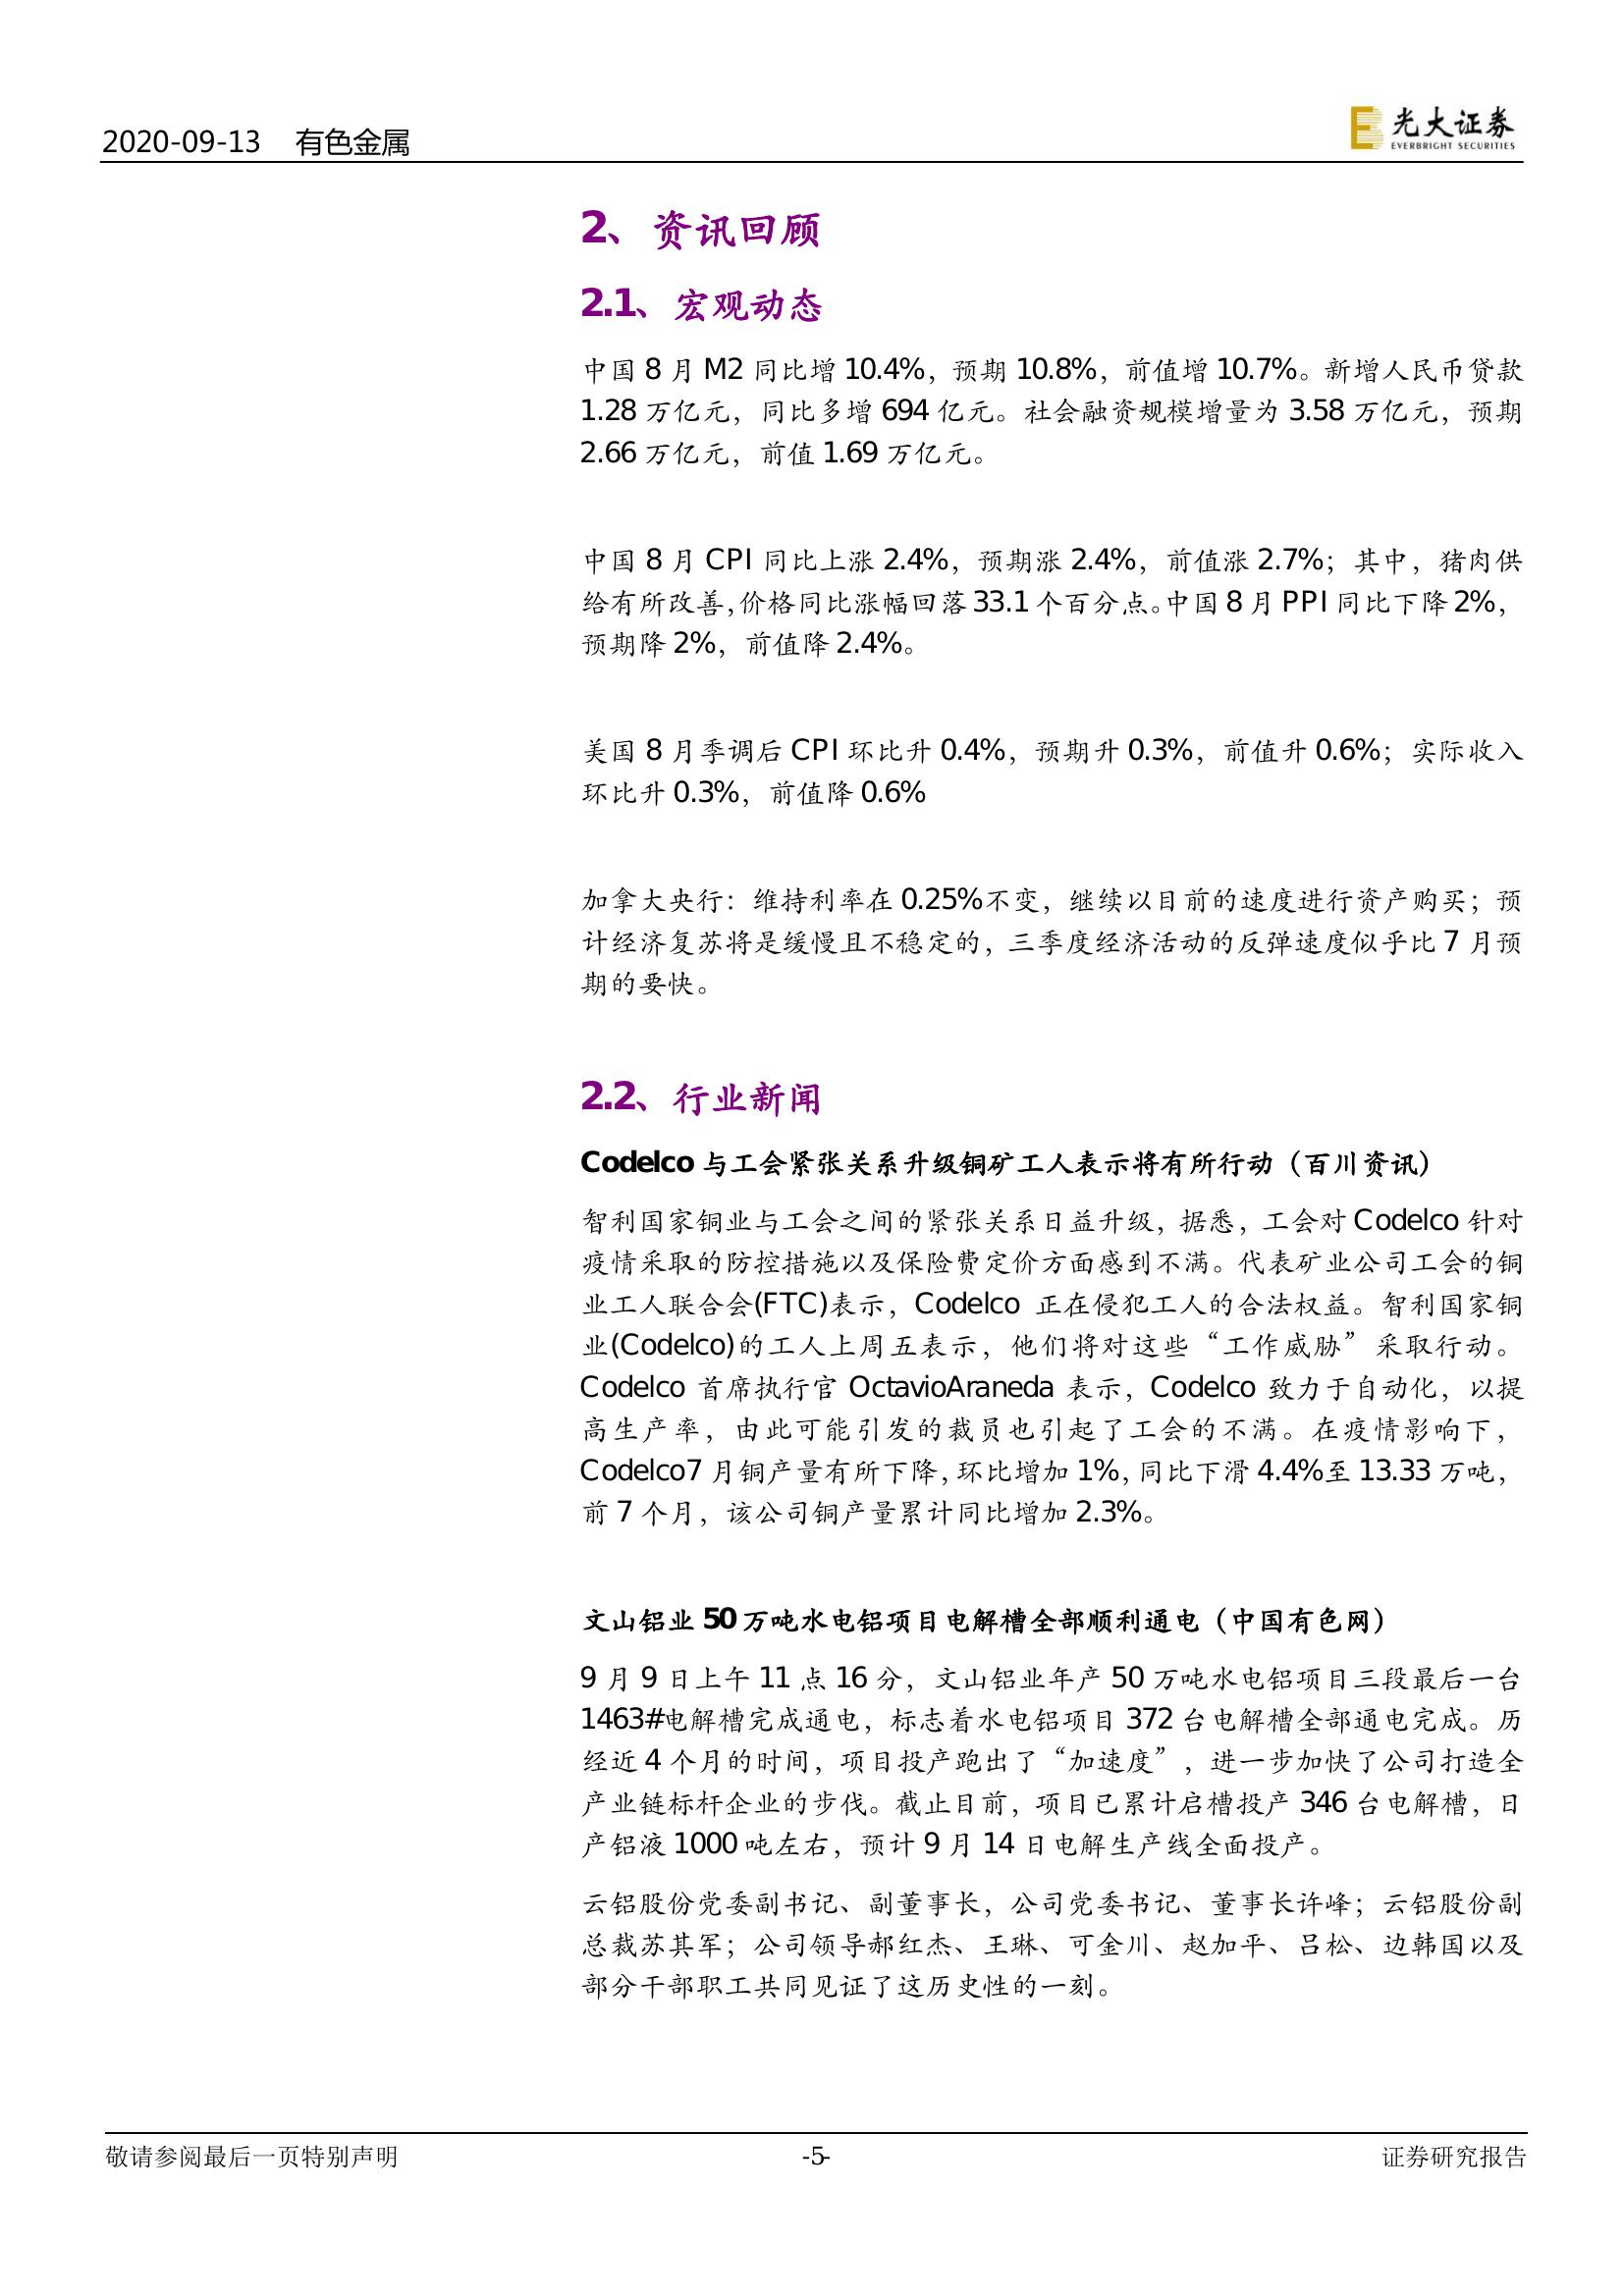 2020-09-13 有色金属
光大证券
EVERBRIGHT SECURITIES
2、资讯回顾
2.1、宏观动态
中国 8 月 M2 同比增 10.4%，预期 10.8%，前值增 10.7%。新增人民币贷款
1.28 万亿元，同比多增 694 亿元。社会融资规模增量为 3.58 万亿元，预期
2.66 万亿元，前值 1.69 万亿元。
中国 8 月 CPI 同比上涨 2.4%，预期涨 2.4%，前值涨 2.7%；其中，猪肉供
给有所改善，价格同比涨幅回落 33.1 个百分点。中国 8 月 PPI 同比下降 2%，
预期降 2%，前值降 2.4%。
美国 8 月季调后 CPI 环比升 0.4%，预期升 0.3%，前值升 0.6%；实际收入
环比升 0.3%，前值降 0.6%
加拿大央行：维持利率在 0.25%不变，继续以目前的速度进行资产购买；预
计经济复苏将是缓慢且不稳定的，三季度经济活动的反弹速度似乎比 7 月预
期的要快。
2.2、行业新闻
Codelco 与工会紧张关系升级铜矿工人表示将有所行动（百川资讯）
智利国家铜业与工会之间的紧张关系日益升级，据悉，工会对 Codelco 针对
疫情采取的防控措施以及保险费定价方面感到不满。代表矿业公司工会的铜
业工人联合会(FTC)表示，Codelco 正在侵犯工人的合法权益。智利国家铜
业(Codelco)的工人上周五表示，他们将对这些“工作威胁”采取行动。
Codelco 首席执行官 OctavioAraneda 表示，Codelco 致力于自动化，以提
高生产率，由此可能引发的裁员也引起了工会的不满。在疫情影响下，
Codelco7 月铜产量有所下降，环比增加 1%，同比下滑 4.4%至 13.33 万吨，
前 7 个月，该公司铜产量累计同比增加 2.3%。
文山铝业 50 万吨水电铝项目电解槽全部顺利通电（中国有色网）
9 月 9 日上午 11 点 16 分，文山铝业年产 50 万吨水电铝项目三段最后一台
1463#电解槽完成通电，标志着水电铝项目 372 台电解槽全部通电完成。历
经近 4 个月的时间，项目投产跑出了“加速度”，进一步加快了公司打造全
产业链标杆企业的步伐。截止目前，项目已累计启槽投产 346 台电解槽，日
产铝液 1000 吨左右，预计 9 月 14 日电解生产线全面投产。
云铝股份党委副书记、副董事长，公司党委书记、董事长许峰；云铝股份副
总裁苏其军；公司领导郝红杰、王琳、可金川、赵加平、吕松、边韩国以及
部分干部职工共同见证了这历史性的一刻。
敬请参阅最后一页特别声明
-5-
证券研究报告